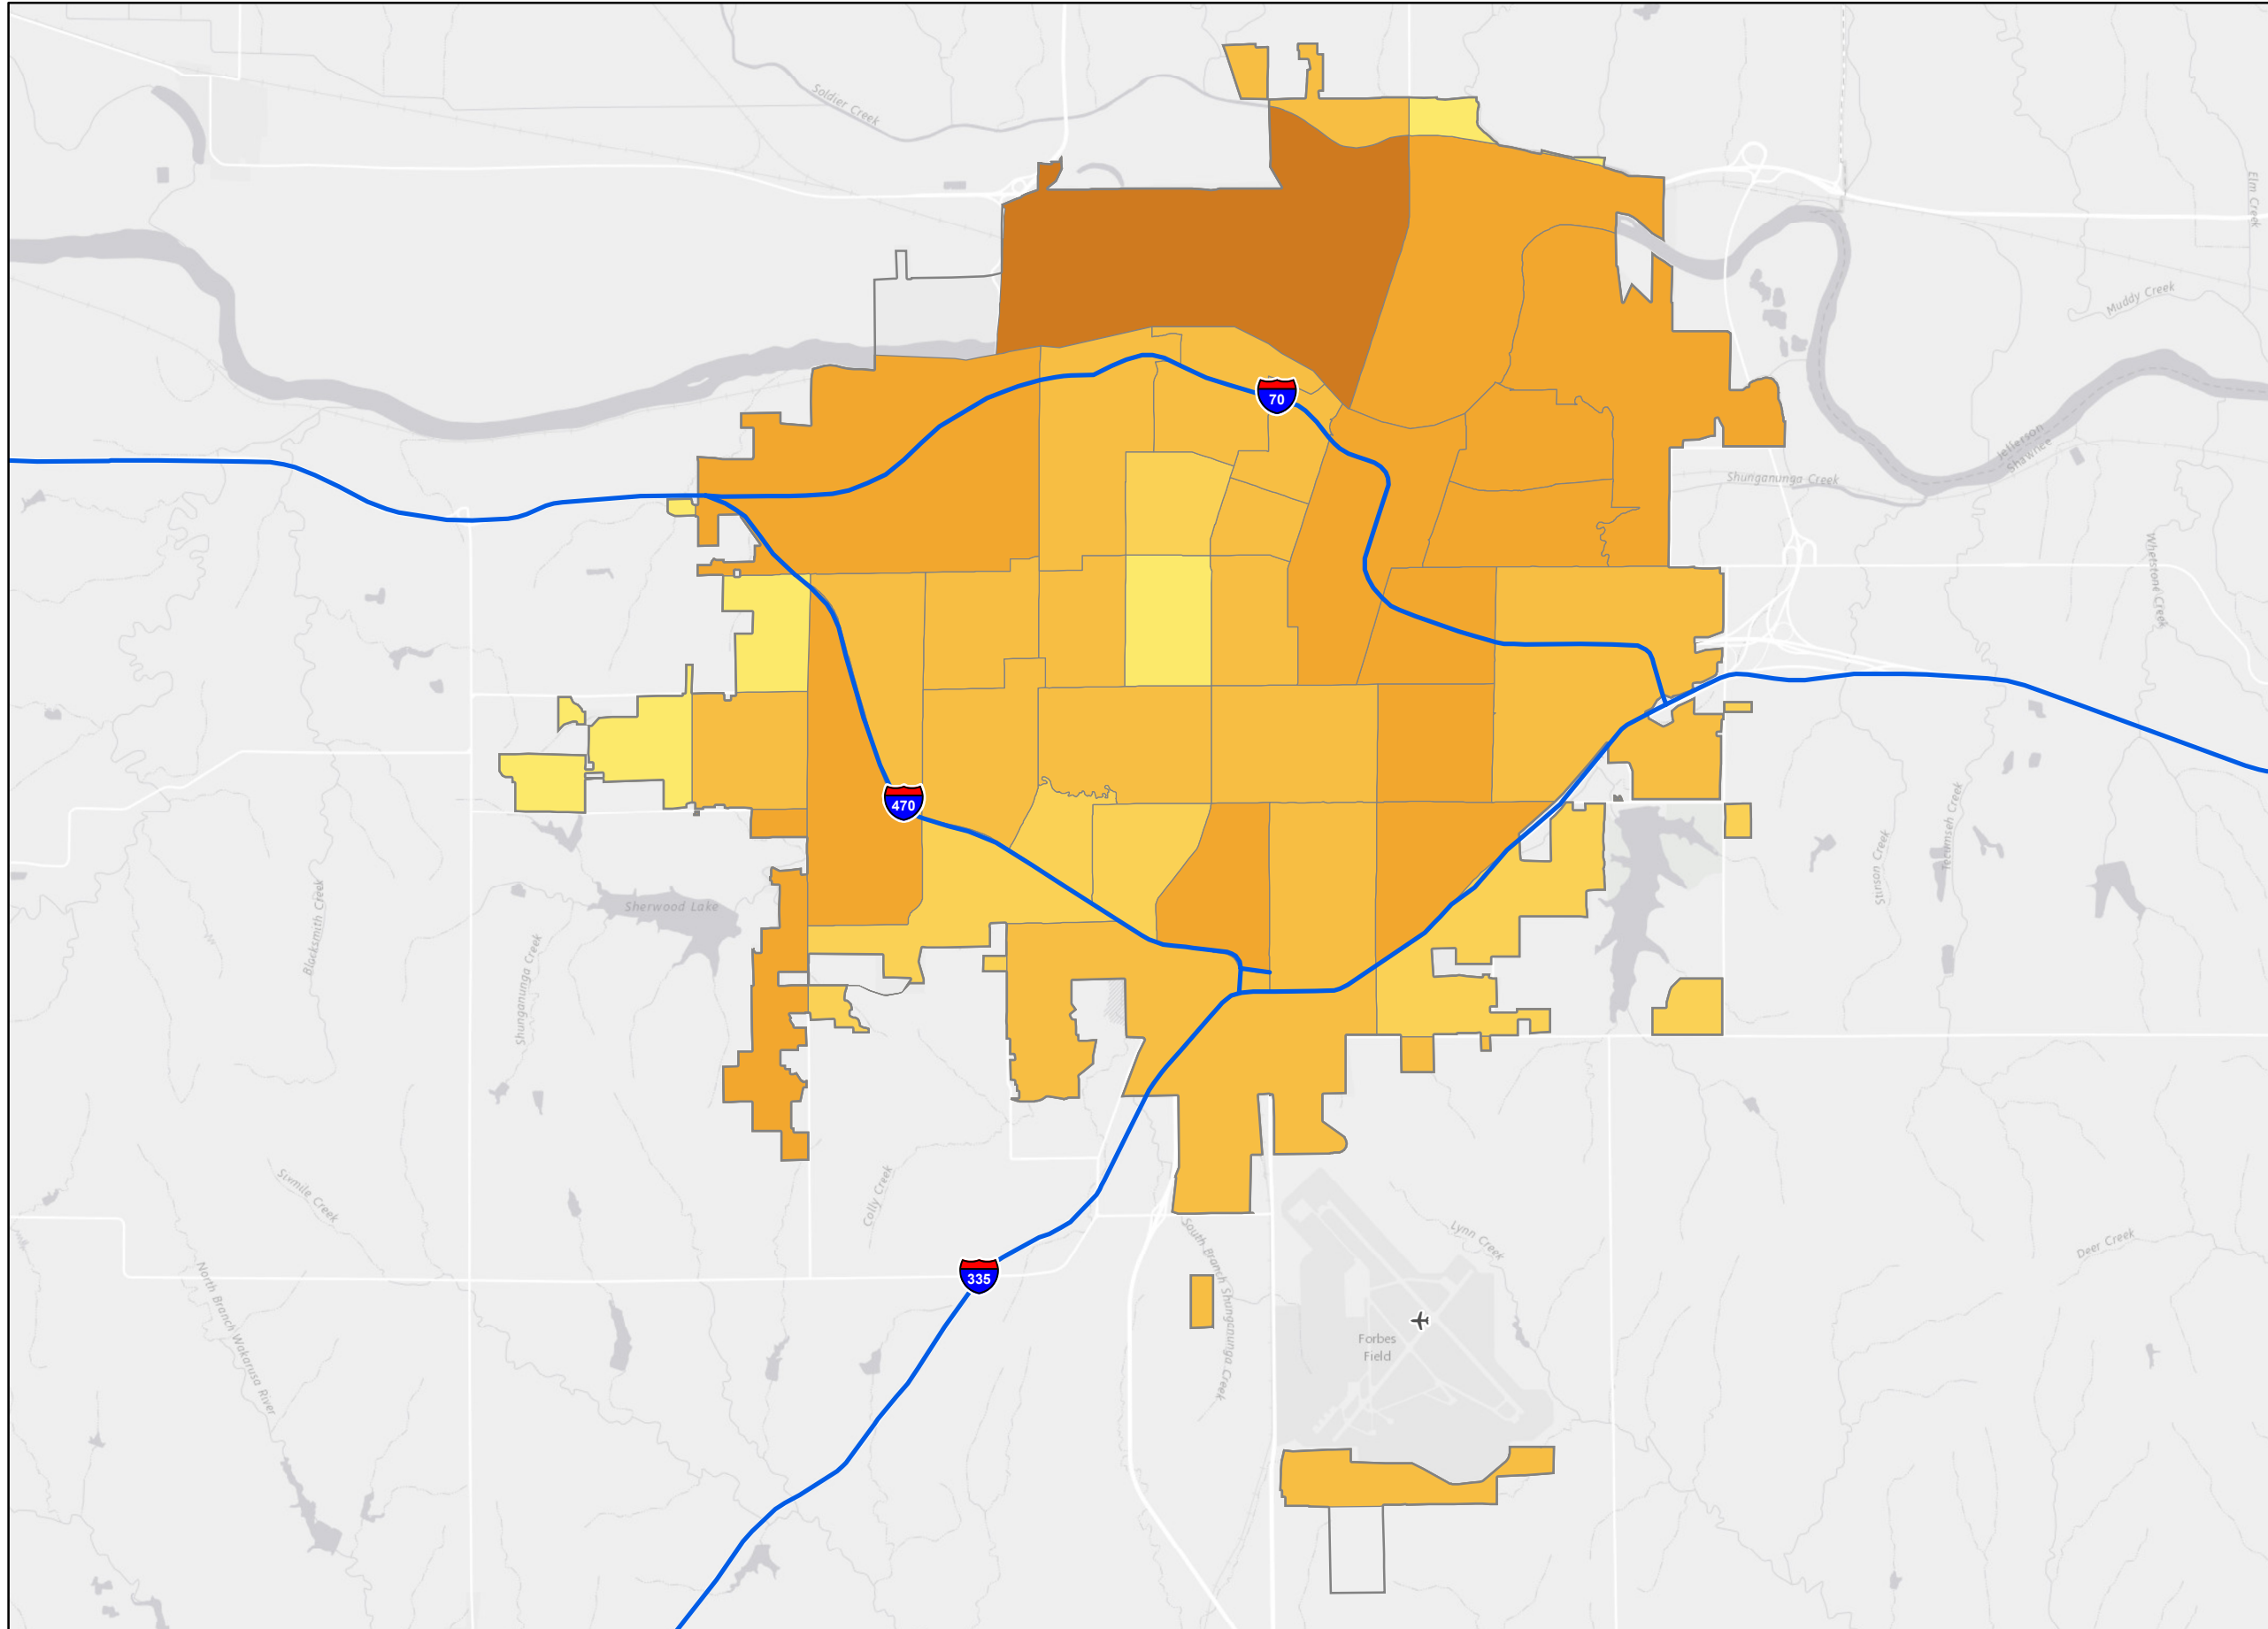 Soldier Creek
Elm Creek
Muddy Creek
70
Jefferson
Shawnee
Shunganunga Creek
Whetstone Creek
470
Sherwood Lake
Blacksmith Creek
Shunganunga Creek
Stinson Creek
Tecumseh Creek
Sixmile Creek
Colly Creek
South Branch Shunganunga Creek
Lynn Creek
Deer Creek
North Branch Wakarusa River
335
Forbes
Field